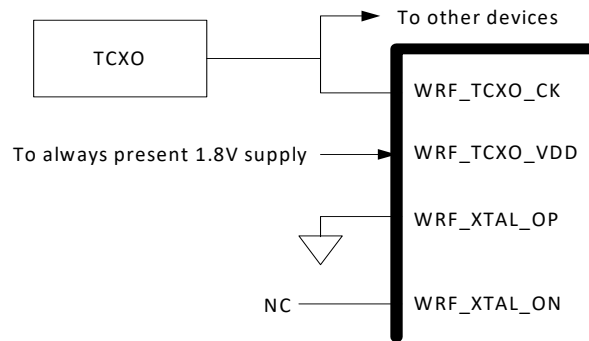 To other devices
TCXO
WRF_TCXO_CK
To always present 1.8V supply
WRF_TCXO_VDD
WRF_XTAL_OP
NC
WRF_XTAL_ON